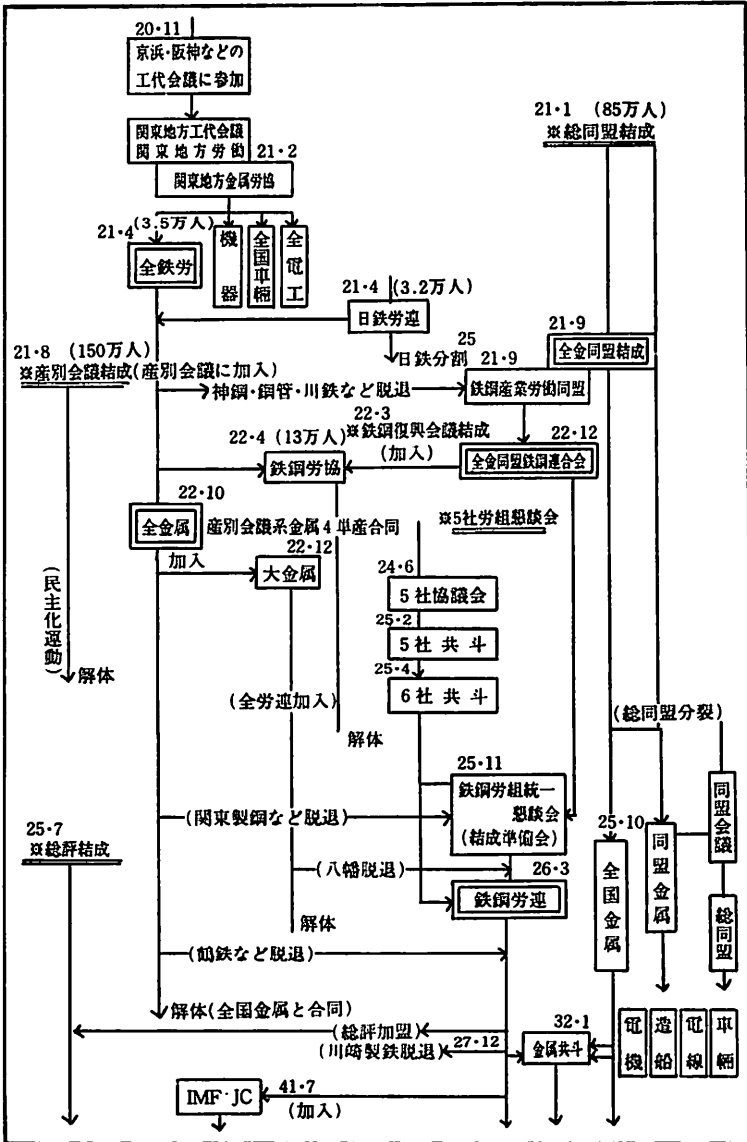 20・11
京浜・阪神などの
工代会議に参加
関東地方工代会議
関東地方労働
21・2
関東地方金属労協
21・1 (85万人)
※総同盟結成
(3.5万人)
21・4
全鉄労
機器
全国車輛
全電工
21・4 (3.2万人)
日鉄労連
25
日鉄分割
21・9
全金同盟結成
21・9
鉄鋼産業労働同盟
21・8 (150万人)
※産別会議結成(産別会議に加入)
神鋼・鋼管・川鉄など脱退
22・3
※鉄鋼復興会議結成
(加入)
22・4 (13万人)
鉄鋼労協
22・12
全金同盟鉄鋼連合会
22・10
全金属
産別会議系金属4単産合同
※5社労組懇談会
加入
22・12
大金属
24・6
5社協議会
25・2
5社共斗
25・4
6社共斗
(民主化運動)
解体
(全労連加入)
解体
(総同盟分裂)
25・11
鉄鋼労組統一
懇談会
(結成準備会)
(関東製鋼など脱退)
25・7
※総評結成
25・10
全国金属
同盟金属
同盟会議
総同盟
(八幡脱退)
26・3
鉄鋼労連
解体
(鶴鉄など脱退)
解体(全国金属と合同)
(総評加盟)
27・12
(川崎製鉄脱退)
32・1
金属共斗
電機
造船
電線
車輛
41・7
IMF・JC
(加入)